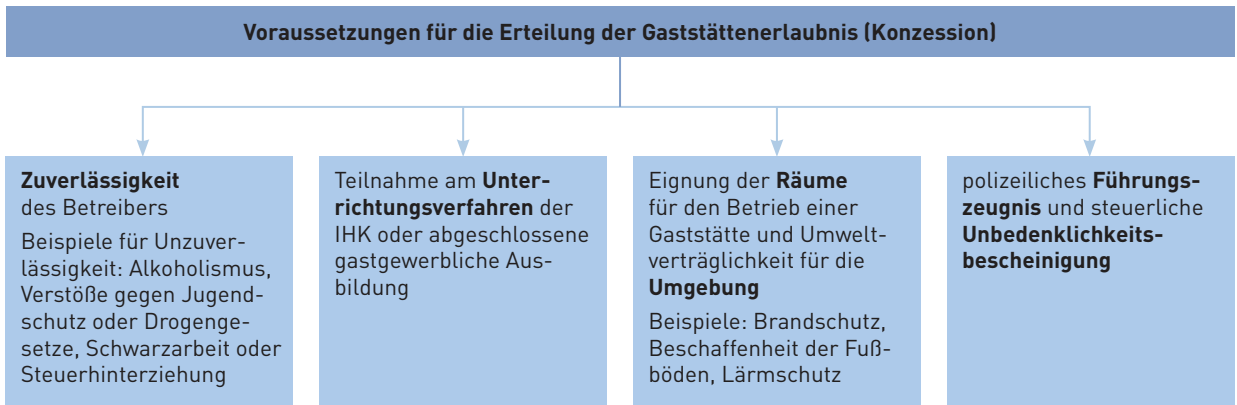 Voraussetzungen für die Erteilung der Gaststättenerlaubnis (Konzession)
Zuverlässigkeit
des Betreibers
Beispiele für Unzuver-
lässigkeit: Alkoholismus,
Verstöße gegen Jugend-
schutz oder Drogenge-
setze, Schwarzarbeit oder
Steuerhinterziehung
Teilnahme am Unter-
richtungsverfahren der
IHK oder abgeschlossene
gastgewerbliche Aus-
bildung
Eignung der Räume
für den Betrieb einer
Gaststätte und Umwelt-
verträglichkeit für die
Umgebung
Beispiele: Brandschutz,
Beschaffenheit der Fuß-
böden, Lärmschutz
polizeiliches Führungs-
zeugnis und steuerliche
Unbedenklichkeits-
bescheinigung